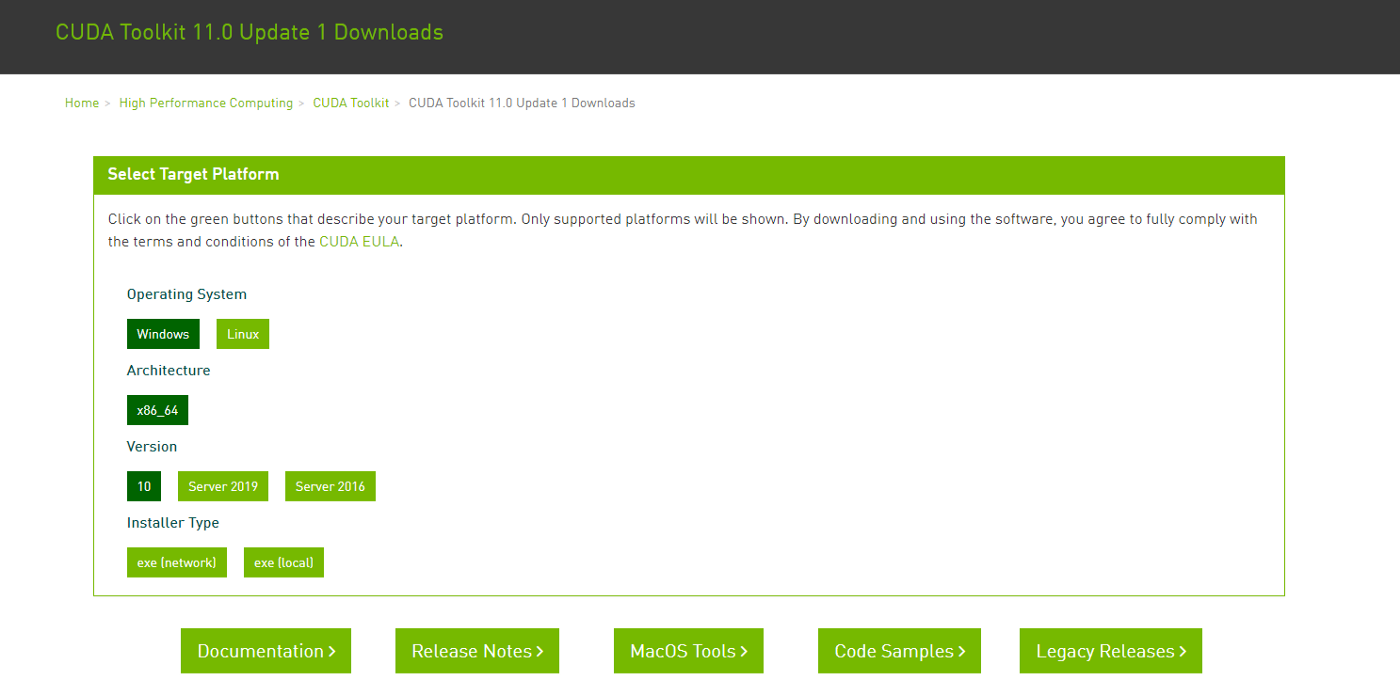 CUDA Toolkit 11.0 Update 1 Downloads
Home > High Performance Computing > CUDA Toolkit > CUDA Toolkit 11.0 Update 1 Downloads
Select Target Platform
Click on the green buttons that describe your target platform. Only supported platforms will be shown. By downloading and using the software, you agree to fully comply with
the terms and conditions of the CUDA EULA.
Operating System
Windows Linux
Architecture
x86_64
Version
10 Server 2019 Server 2016
Installer Type
exe (network) exe (local)
Documentation > Release Notes > MacOS Tools > Code Samples > Legacy Releases >